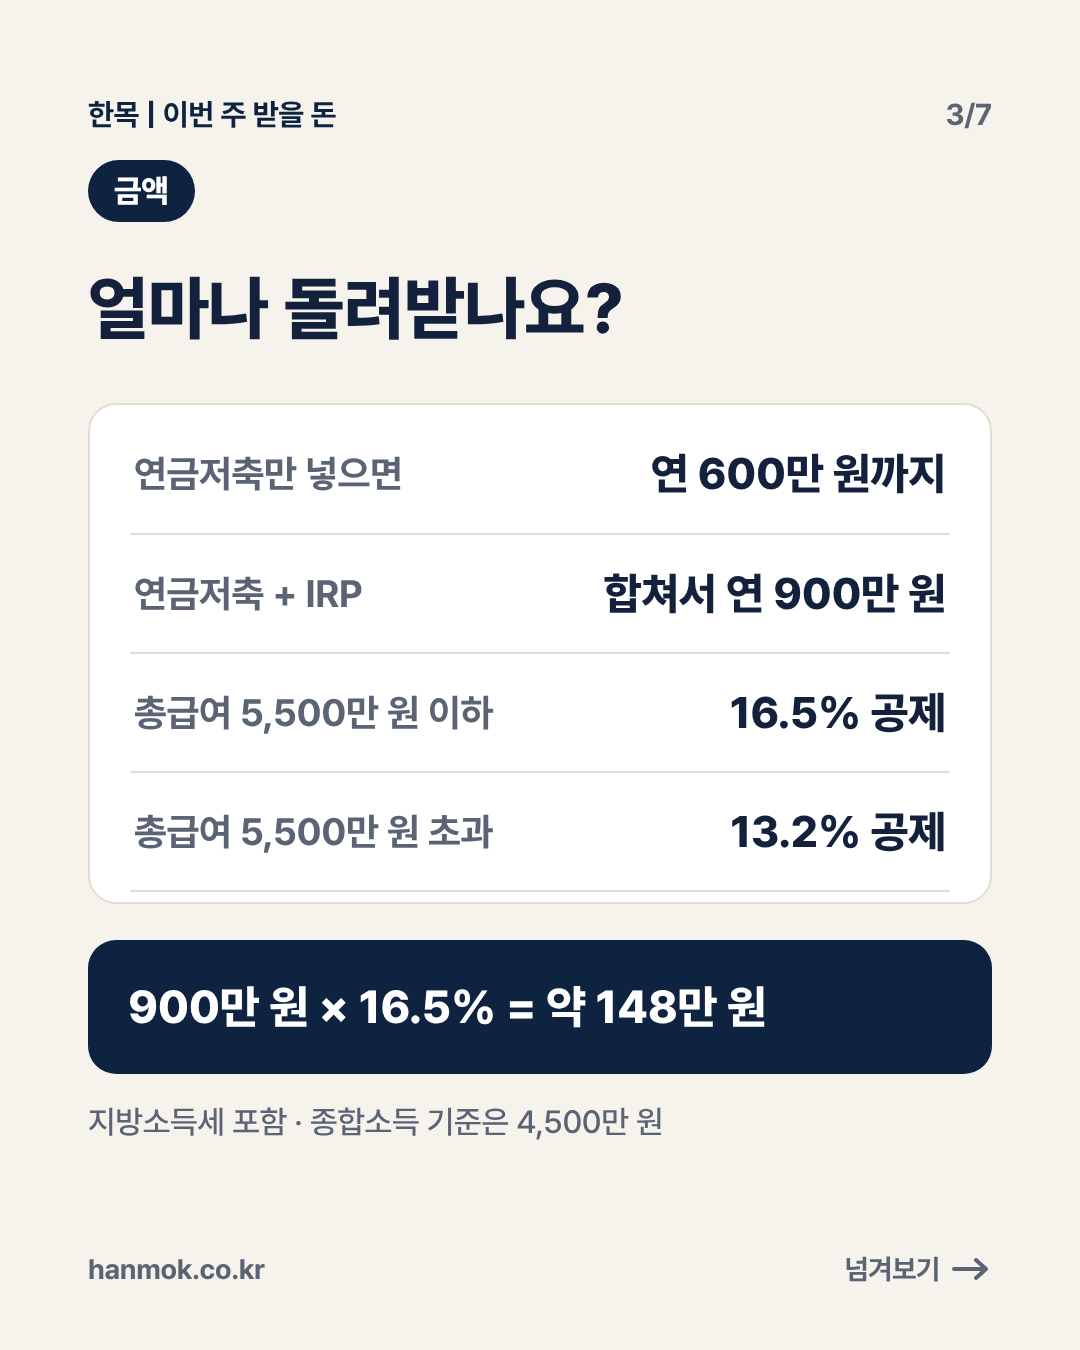 한목 | 이번 주 받을 돈
3/7
금액
얼마나 돌려받나요?
연금저축만 넣으면 연 600만 원까지
연금저축 + IRP 합쳐서 연 900만 원
총급여 5,500만 원 이하 16.5% 공제
총급여 5,500만 원 초과 13.2% 공제
900만 원 × 16.5% = 약 148만 원
지방소득세 포함 · 종합소득 기준은 4,500만 원
hanmok.co.kr
넘겨보기 →